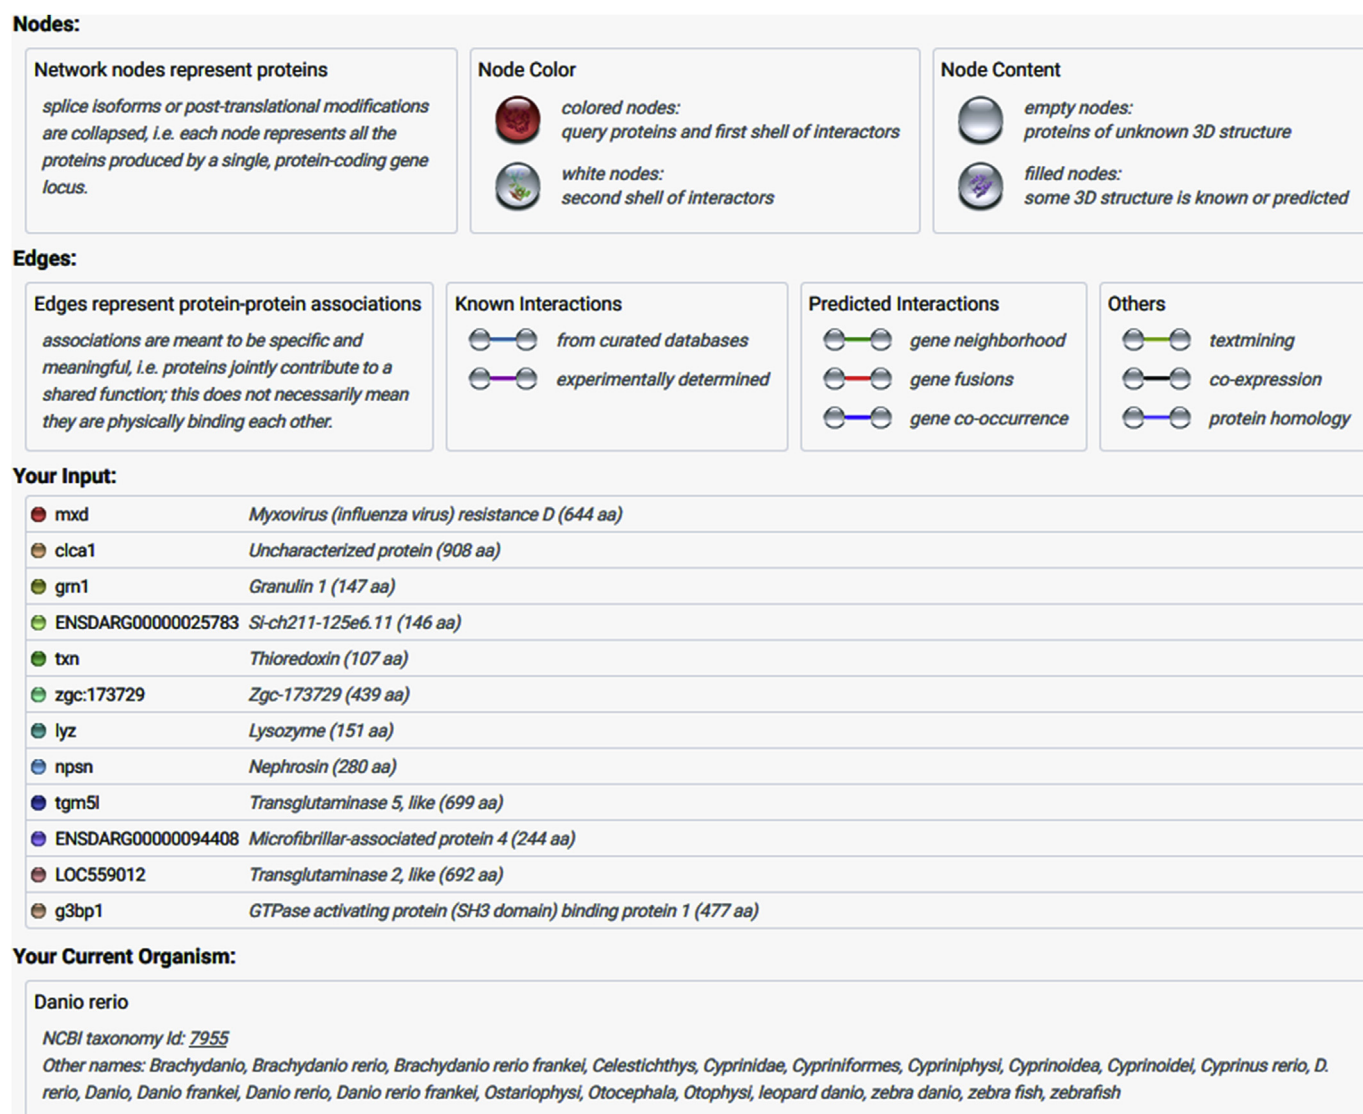 Nodes:
Network nodes represent proteins
splice isoforms or post-translational modifications
are collapsed, i.e. each node represents all the
proteins produced by a single, protein-coding gene
locus.
Node Color
colored nodes:
query proteins and first shell of interactors
white nodes:
second shell of interactors
Node Content
empty nodes:
proteins of unknown 3D structure
filled nodes:
some 3D structure is known or predicted
Edges:
Edges represent protein-protein associations
associations are meant to be specific and
meaningful, i.e. proteins jointly contribute to a
shared function; this does not necessarily mean
they are physically binding each other.
Known Interactions
from curated databases
experimentally determined
Predicted Interactions
gene neighborhood
gene fusions
gene co-occurrence
Others
textmining
co-expression
protein homology
Your Input:
mxd Myxovirus (influenza virus) resistance D (644 aa)
clca1 Uncharacterized protein (908 aa)
grn1 Granulin 1 (147 aa)
ENSDARG00000025783 Si-ch211-125e6.11 (146 aa)
txn Thioredoxin (107 aa)
zgc:173729 Zgc-173729 (439 aa)
lyz Lysozyme (151 aa)
npsn Nephrosin (280 aa)
tgm5l Transglutaminase 5, like (699 aa)
ENSDARG00000094408 Microfibrillar-associated protein 4 (244 aa)
LOC559012 Transglutaminase 2, like (692 aa)
g3bp1 GTPase activating protein (SH3 domain) binding protein 1 (477 aa)
Your Current Organism:
Danio rerio
NCBI taxonomy Id: 7955
Other names: Brachydanio, Brachydanio rerio, Brachydanio rerio frankei, Celestichthys, Cyprinidae, Cypriniformes, Cypriniphysi, Cyprinoidea, Cyprinoidei, Cyprinus rerio, D.
rerio, Danio, Danio frankei, Danio rerio, Danio rerio frankei, Ostariophysi, Otocephala, Otophysi, leopard danio, zebra danio, zebra fish, zebrafish